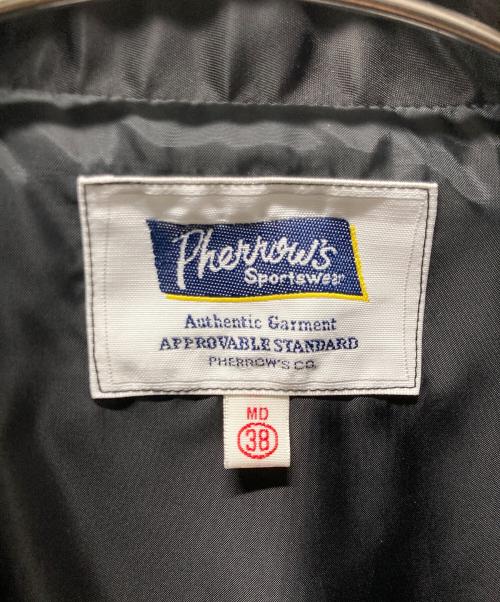 Pherrow's
Sportswear
Authentic Garment
APPROVABLE STANDARD
PHERROW'S CO.
MD
38